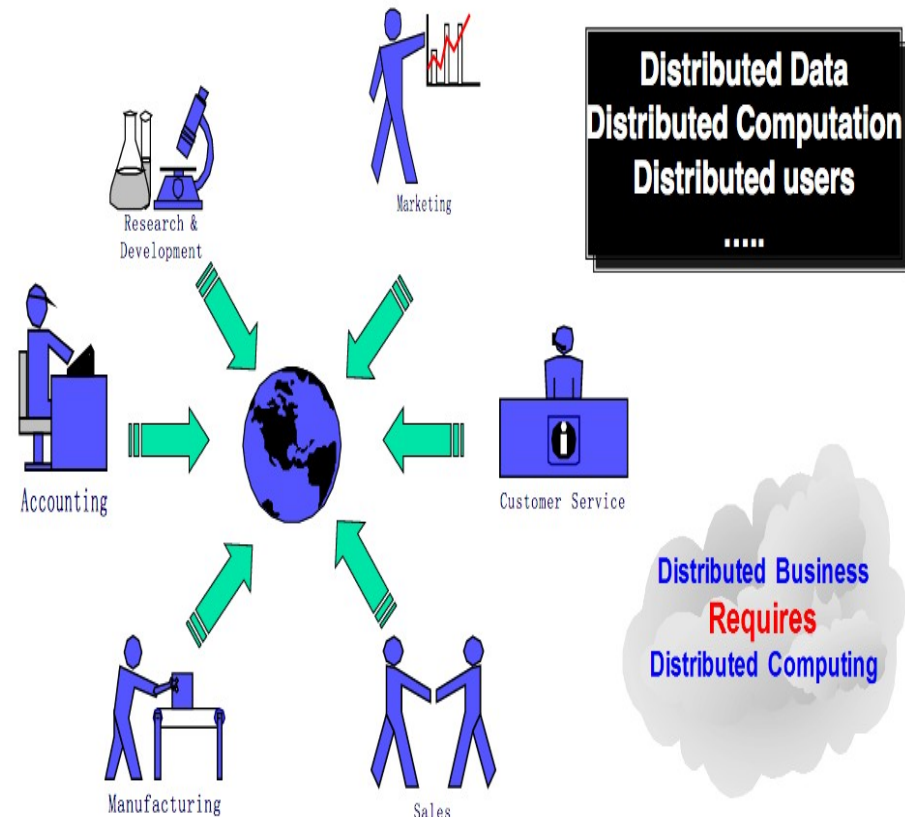 Marketing
Distributed Data
Distributed Computation
Distributed users
.....
Research &
Development
Accounting
i
Customer Service
Distributed Business
Requires
Distributed Computing
Manufacturing
Sales